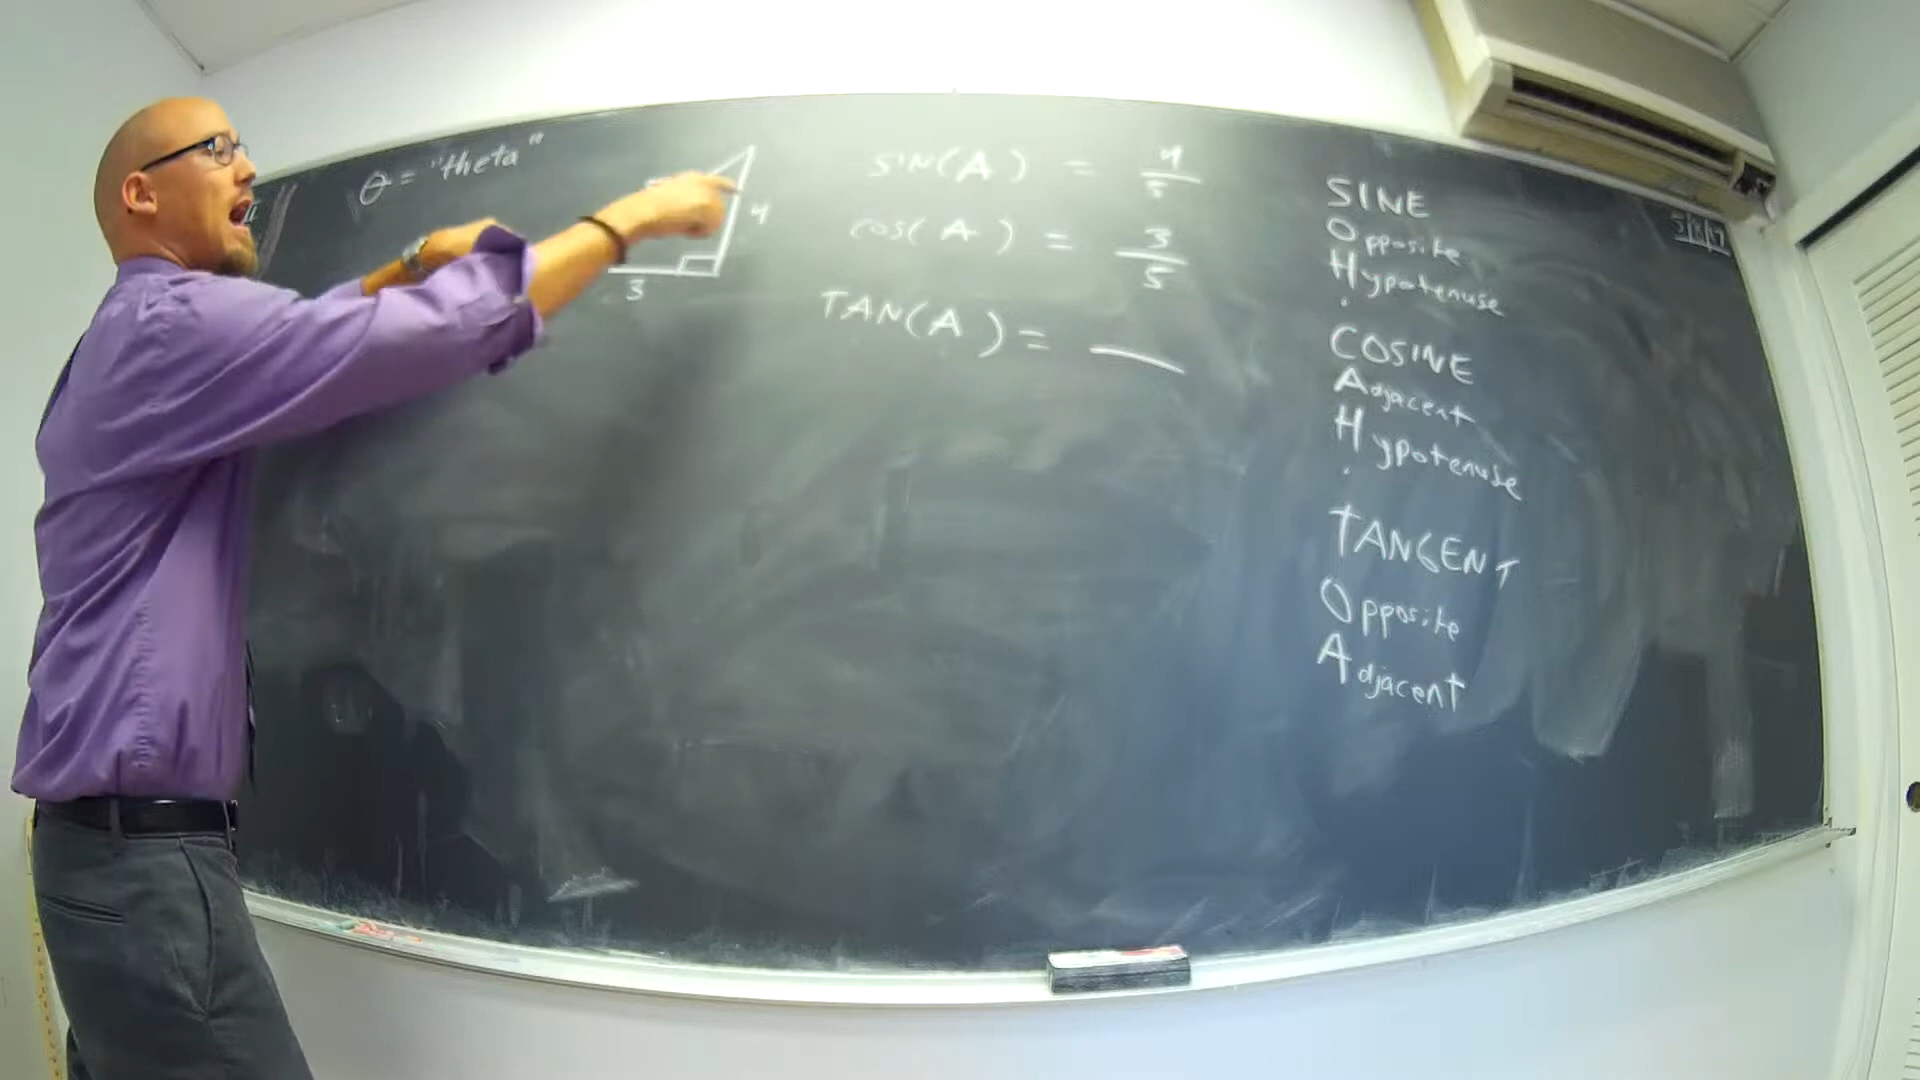 θ = "theta"
4
3
sin(A) = 4/5
cos(A) = 3/5
TAN(A) =
SINE
Opposite
Hypotenuse
COSINE
Adjacent
Hypotenuse
TANGENT
Opposite
Adjacent